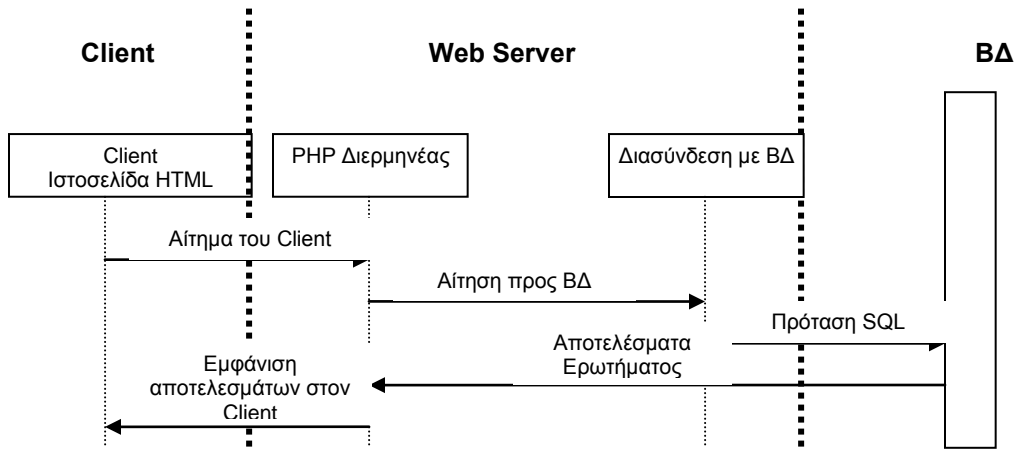 Client
Web Server
ΒΔ
Client
Ιστοσελίδα HTML
PHP Διερμηνέας
Διασύνδεση με ΒΔ
Αίτημα του Client
Αίτηση προς ΒΔ
Πρόταση SQL
Αποτελέσματα
Ερωτήματος
Εμφάνιση
αποτελεσμάτων στον
Client